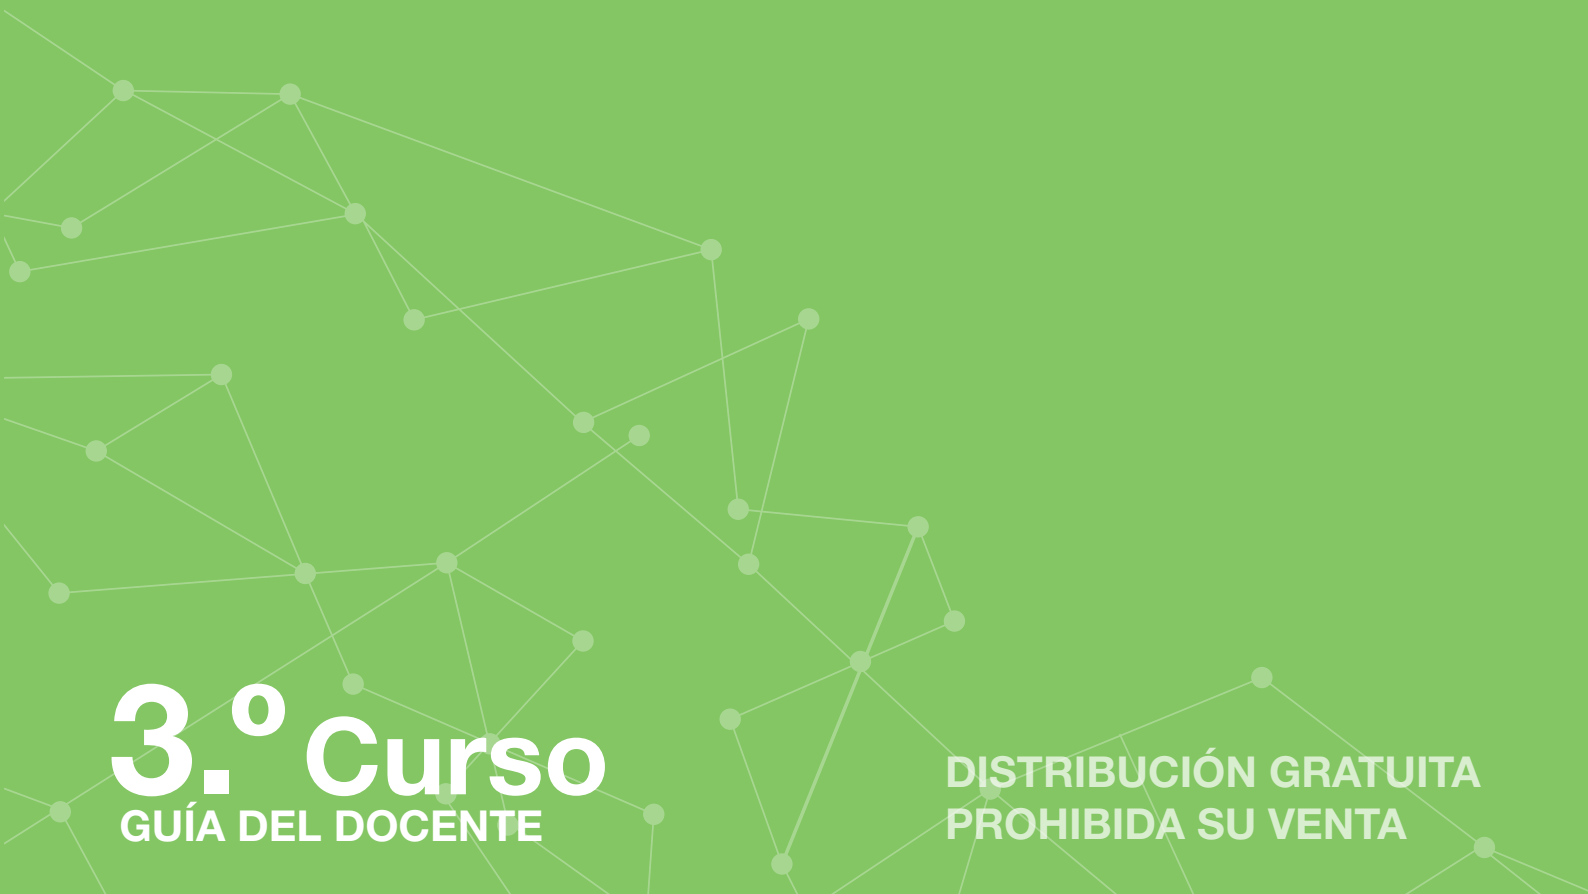 3.º Curso
GUÍA DEL DOCENTE
DISTRIBUCIÓN GRATUITA
PROHIBIDA SU VENTA